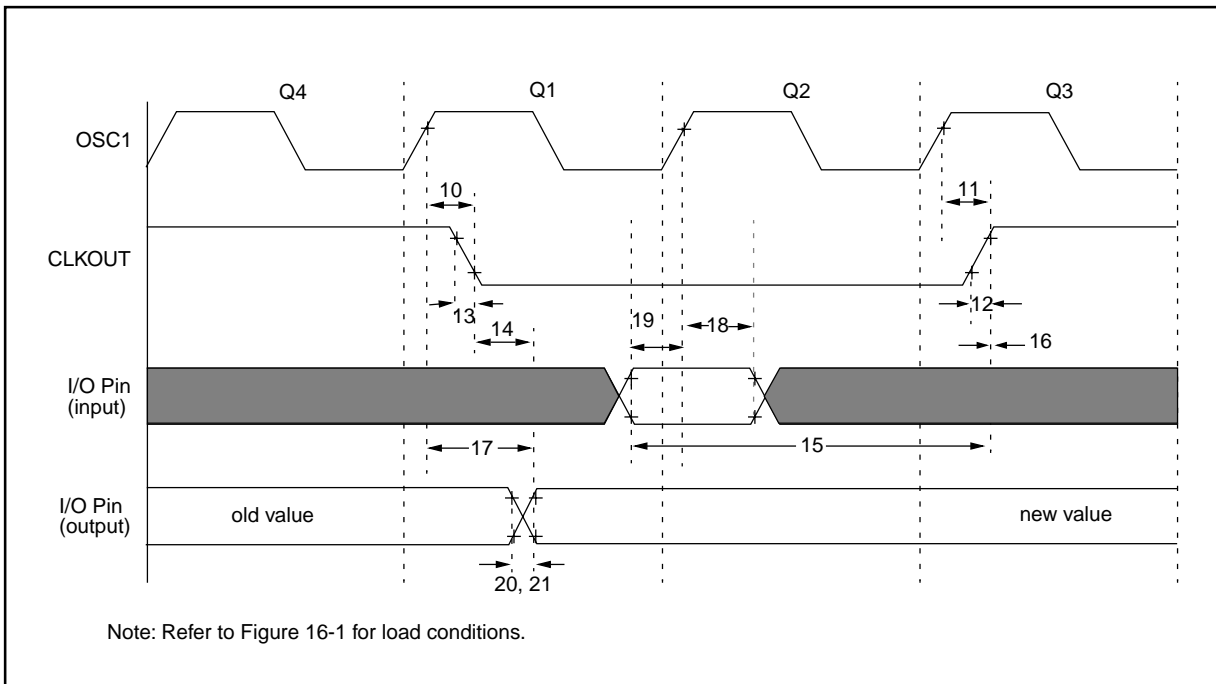 Q4 Q1 Q2 Q3
OSC1
10 11
CLKOUT
13 12
14 19 18 16
I/O Pin
(input)
17 15
I/O Pin
(output)
old value new value
20, 21
Note: Refer to Figure 16-1 for load conditions.